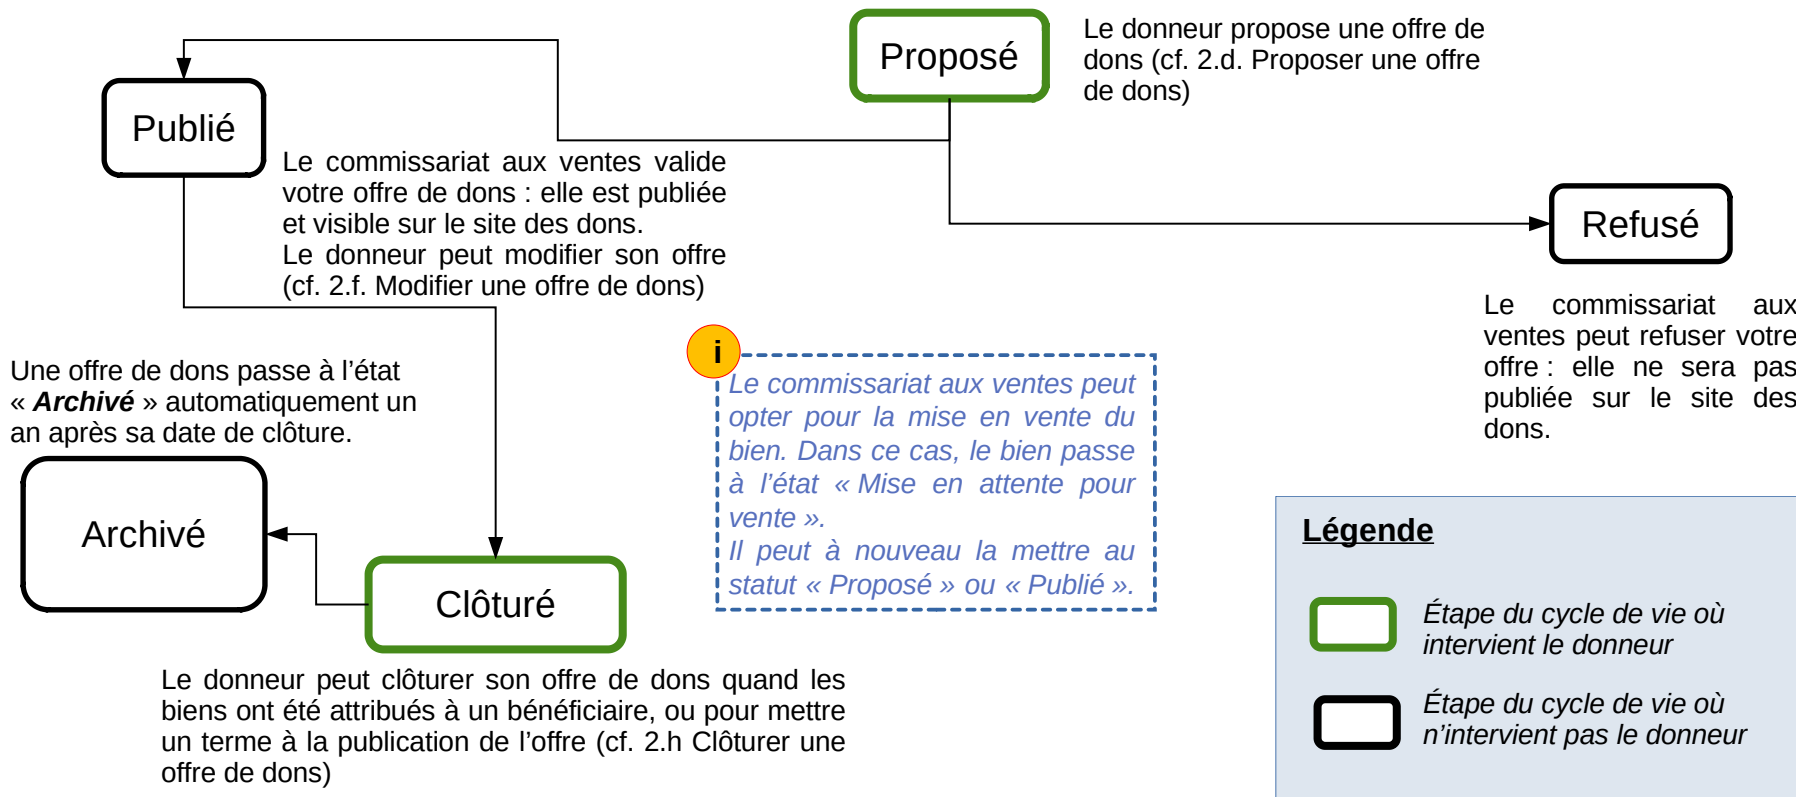 Proposé
Le donneur propose une offre de
dons (cf. 2.d. Proposer une offre
de dons)
Publié
Le commissariat aux ventes valide
votre offre de dons : elle est publiée
et visible sur le site des dons.
Le donneur peut modifier son offre
(cf. 2.f. Modifier une offre de dons)
Refusé
Le commissariat aux
ventes peut refuser votre
offre : elle ne sera pas
publiée sur le site des
dons.
i
Le commissariat aux ventes peut
opter pour la mise en vente du
bien. Dans ce cas, le bien passe
à l’état « Mise en attente pour
vente ».
Il peut à nouveau la mettre au
statut « Proposé » ou « Publié ».
Une offre de dons passe à l’état
« Archivé » automatiquement un
an après sa date de clôture.
Archivé
Clôturé
Le donneur peut clôturer son offre de dons quand les
biens ont été attribués à un bénéficiaire, ou pour mettre
un terme à la publication de l’offre (cf. 2.h Clôturer une
offre de dons)
Légende
Étape du cycle de vie où
intervient le donneur
Étape du cycle de vie où
n’intervient pas le donneur